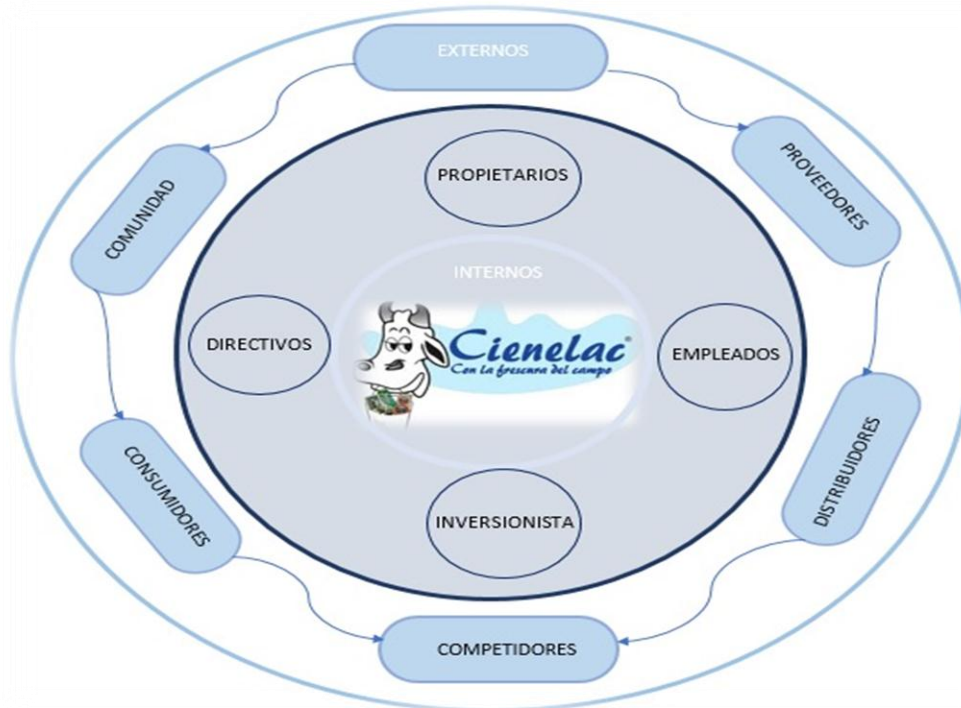 EXTERNOS
COMUNIDAD
PROVEEDORES
PROPIETARIOS
INTERNOS
DIRECTIVOS
Cienelac®
Con la frescura del campo
EMPLEADOS
CONSUMIDORES
DISTRIBUIDORES
INVERSIONISTA
COMPETIDORES